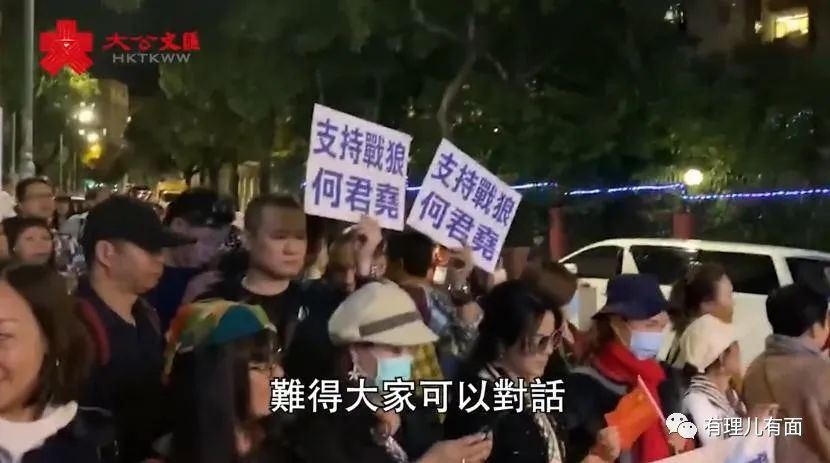 大公文匯
HKTKWW
支持戰狼
何君堯
支持戰狼
何君堯
難得大家可以對話
有理儿有面